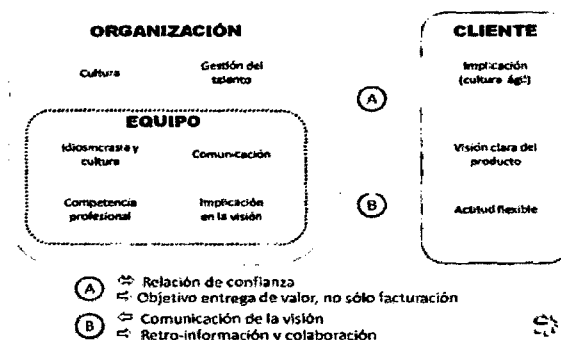 ORGANIZACIÓN
Cultura
Gestión del
talento
EQUIPO
Idiosincrasia y
cultura
Comunicación
Competencia
profesional
Implicación
en la visión
A
B
CLIENTE
Implicación
(cultura ágil)
Visión clara del
producto
Actitud flexible
A ⇔ Relación de confianza
⇨ Objetivo entrega de valor, no sólo facturación
B ⇦ Comunicación de la visión
⇨ Retro-información y colaboración